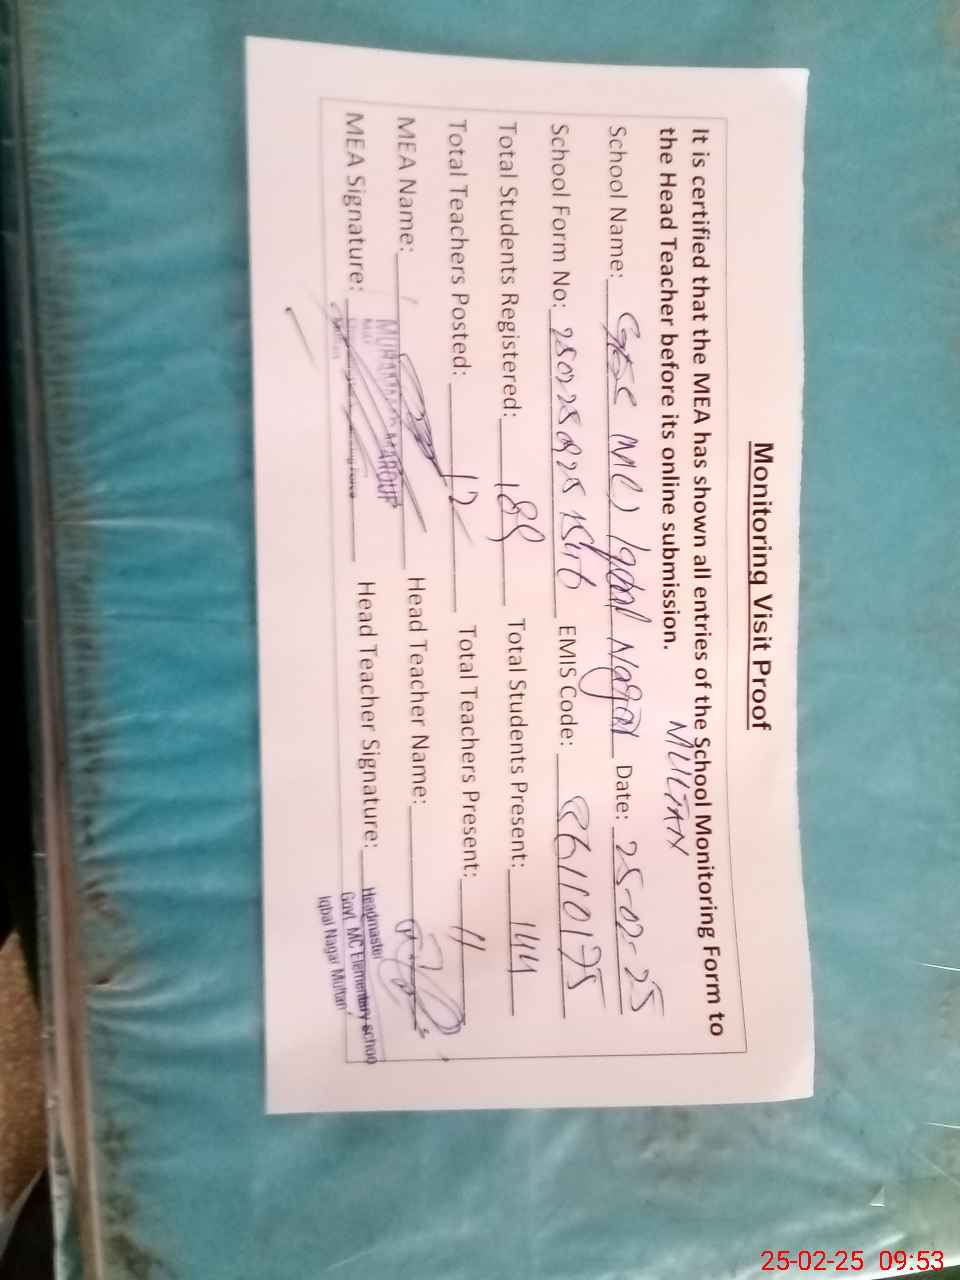 Monitoring Visit Proof
It is certified that the MEA has shown all entries of the School Monitoring Form to
the Head Teacher before its online submission.
MULTAN
School Name: GES MC Iqbal Nagar Date: 25-02-25
School Form No: EMIS Code:
Total Students Registered: Total Students Present: 144
Total Teachers Posted: 12 Total Teachers Present: 11
MEA Name: MUHAMMAD MAROUF Head Teacher Name:
MEA Signature: Head Teacher Signature:
Headmaster
Govt. MC Elementary school
Iqbal Nagar Multan
25-02-25 09:53